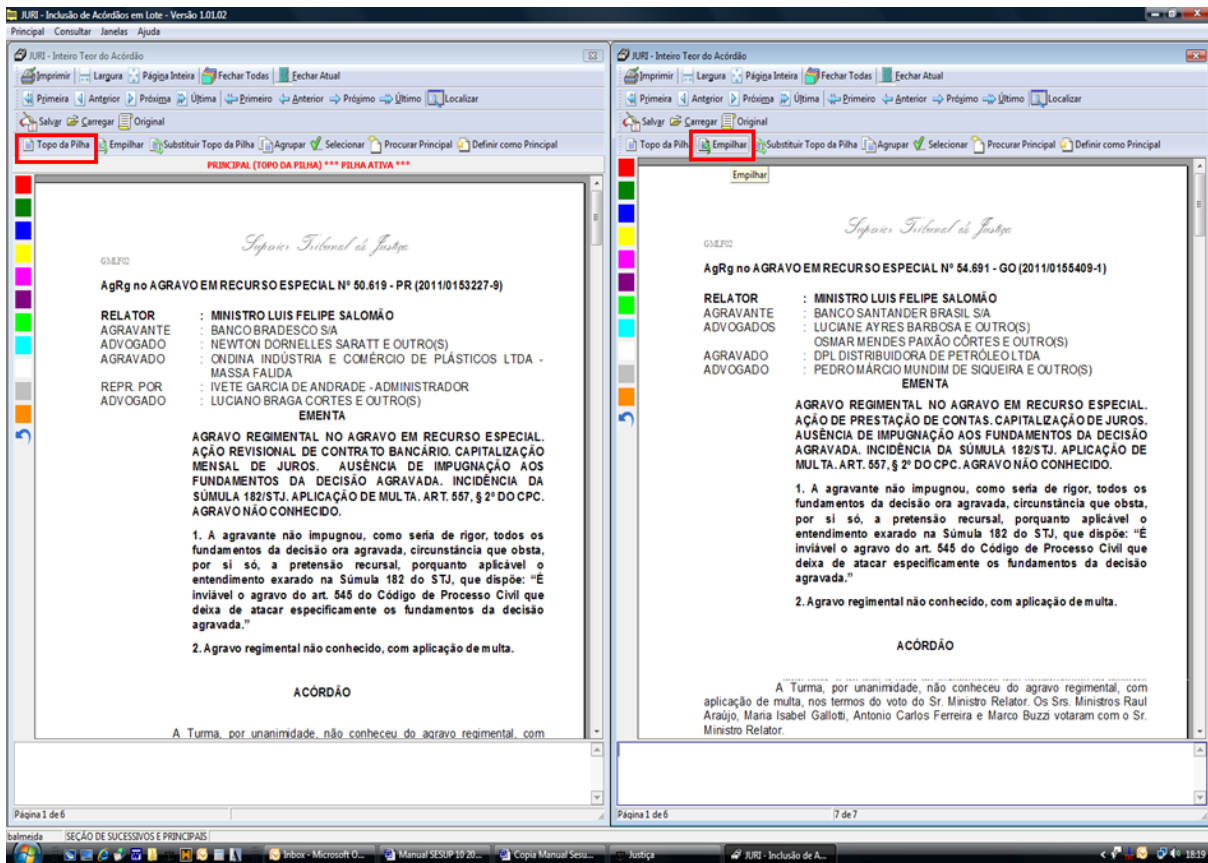 JURI - Inclusão de Acórdãos em Lote - Versão 1.01.02
Principal Consultar Janelas Ajuda
JURI - Inteiro Teor do Acórdão
Imprimir Largura Página Inteira Fechar Todas Fechar Atual
Primeira Anterior Próxima Última Primeiro Anterior Próximo Último Localizar
Salvar Carregar Original
Topo da Pilha Empilhar Substituir Topo da Pilha Agrupar Selecionar Procurar Principal Definir como Principal
PRINCIPAL (TOPO DA PILHA) *** PILHA ATIVA ***
Superior Tribunal de Justiça
GMLF02
AgRg no AGRAVO EM RECURSO ESPECIAL Nº 50.619 - PR (2011/0153227-9)
RELATOR : MINISTRO LUIS FELIPE SALOMÃO
AGRAVANTE : BANCO BRADESCO S/A
ADVOGADO : NEWTON DORNELLES SARATT E OUTRO(S)
AGRAVADO : ONDINA INDÚSTRIA E COMÉRCIO DE PLÁSTICOS LTDA -
MASSA FALIDA
REPR. POR : IVETE GARCIA DE ANDRADE - ADMINISTRADOR
ADVOGADO : LUCIANO BRAGA CORTES E OUTRO(S)
EMENTA
AGRAVO REGIMENTAL NO AGRAVO EM RECURSO ESPECIAL.
AÇÃO REVISIONAL DE CONTRATO BANCÁRIO. CAPITALIZAÇÃO
MENSAL DE JUROS. AUSÊNCIA DE IMPUGNAÇÃO AOS
FUNDAMENTOS DA DECISÃO AGRAVADA. INCIDÊNCIA DA
SÚMULA 182/STJ. APLICAÇÃO DE MULTA. ART. 557, § 2º DO CPC.
AGRAVO NÃO CONHECIDO.
1. A agravante não impugnou, como seria de rigor, todos os
fundamentos da decisão ora agravada, circunstância que obsta,
por si só, a pretensão recursal, porquanto aplicável o
entendimento exarado na Súmula 182 do STJ, que dispõe: “É
inviável o agravo do art. 545 do Código de Processo Civil que
deixa de atacar especificamente os fundamentos da decisão
agravada.”
2. Agravo regimental não conhecido, com aplicação de multa.
ACÓRDÃO
A Turma, por unanimidade, não conheceu do agravo regimental, com
Página 1 de 6
JURI - Inteiro Teor do Acórdão
Imprimir Largura Página Inteira Fechar Todas Fechar Atual
Primeira Anterior Próxima Última Primeiro Anterior Próximo Último Localizar
Salvar Carregar Original
Topo da Pilh Empilhar Substituir Topo da Pilha Agrupar Selecionar Procurar Principal Definir como Principal
Empilhar
Superior Tribunal de Justiça
GMLF02
AgRg no AGRAVO EM RECURSO ESPECIAL Nº 54.691 - GO (2011/0155409-1)
RELATOR : MINISTRO LUIS FELIPE SALOMÃO
AGRAVANTE : BANCO SANTANDER BRASIL S/A
ADVOGADOS : LUCIANE AYRES BARBOSA E OUTRO(S)
OSMAR MENDES PAIXÃO CÔRTES E OUTRO(S)
AGRAVADO : DPL DISTRIBUIDORA DE PETRÓLEO LTDA
ADVOGADO : PEDRO MÁRCIO MUNDIM DE SIQUEIRA E OUTRO(S)
EMENTA
AGRAVO REGIMENTAL NO AGRAVO EM RECURSO ESPECIAL.
AÇÃO DE PRESTAÇÃO DE CONTAS. CAPITALIZAÇÃO DE JUROS.
AUSÊNCIA DE IMPUGNAÇÃO AOS FUNDAMENTOS DA DECISÃO
AGRAVADA. INCIDÊNCIA DA SÚMULA 182/STJ. APLICAÇÃO DE
MULTA. ART. 557, § 2º DO CPC. AGRAVO NÃO CONHECIDO.
1. A agravante não impugnou, como seria de rigor, todos os
fundamentos da decisão ora agravada, circunstância que obsta,
por si só, a pretensão recursal, porquanto aplicável o
entendimento exarado na Súmula 182 do STJ, que dispõe: “É
inviável o agravo do art. 545 do Código de Processo Civil que
deixa de atacar especificamente os fundamentos da decisão
agravada.”
2. Agravo regimental não conhecido, com aplicação de multa.
ACÓRDÃO
A Turma, por unanimidade, não conheceu do agravo regimental, com
aplicação de multa, nos termos do voto do Sr. Ministro Relator. Os Srs. Ministros Raul
Araújo, Maria Isabel Gallotti, Antonio Carlos Ferreira e Marco Buzzi votaram com o Sr.
Ministro Relator.
Página 1 de 6 7 de 7
balmeida SEÇÃO DE SUCESSIVOS E PRINCIPAIS
Inbox - Microsoft O... Manual SESUP 10 20... Copia Manual Sesu... Justiça JURI - Inclusão de A... 18:19